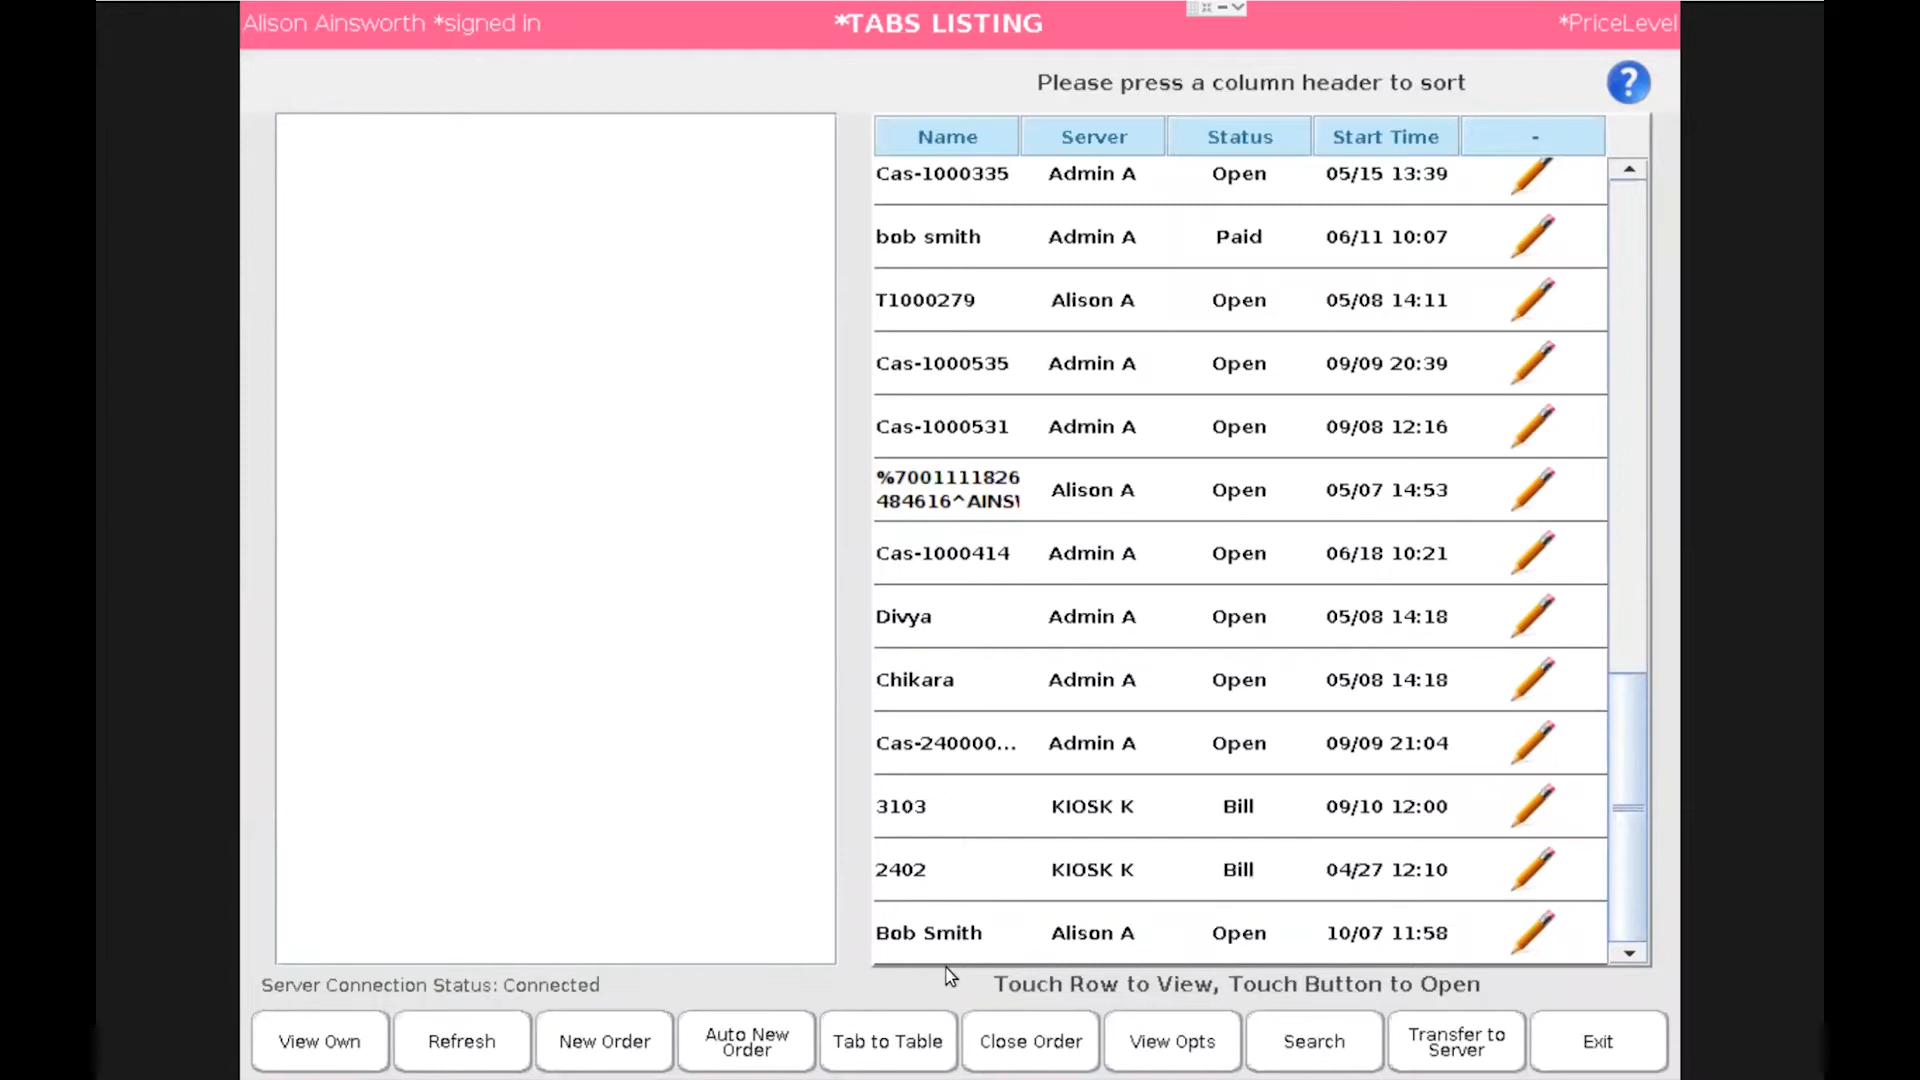 Alison Ainsworth *signed in *TABS LISTING *PriceLevel
Please press a column header to sort ?
Name Server Status Start Time -
Cas-1000335 Admin A Open 05/15 13:39
bob smith Admin A Paid 06/11 10:07
T1000279 Alison A Open 05/08 14:11
Cas-1000535 Admin A Open 09/09 20:39
Cas-1000531 Admin A Open 09/08 12:16
%7001111826
484616^AINS Alison A Open 05/07 14:53
Cas-1000414 Admin A Open 06/18 10:21
Divya Admin A Open 05/08 14:18
Chikara Admin A Open 05/08 14:18
Cas-240000... Admin A Open 09/09 21:04
3103 KIOSK K Bill 09/10 12:00
2402 KIOSK K Bill 04/27 12:10
Bob Smith Alison A Open 10/07 11:58
Server Connection Status: Connected Touch Row to View, Touch Button to Open
View Own Refresh New Order Auto New Order Tab to Table Close Order View Opts Search Transfer to Server Exit